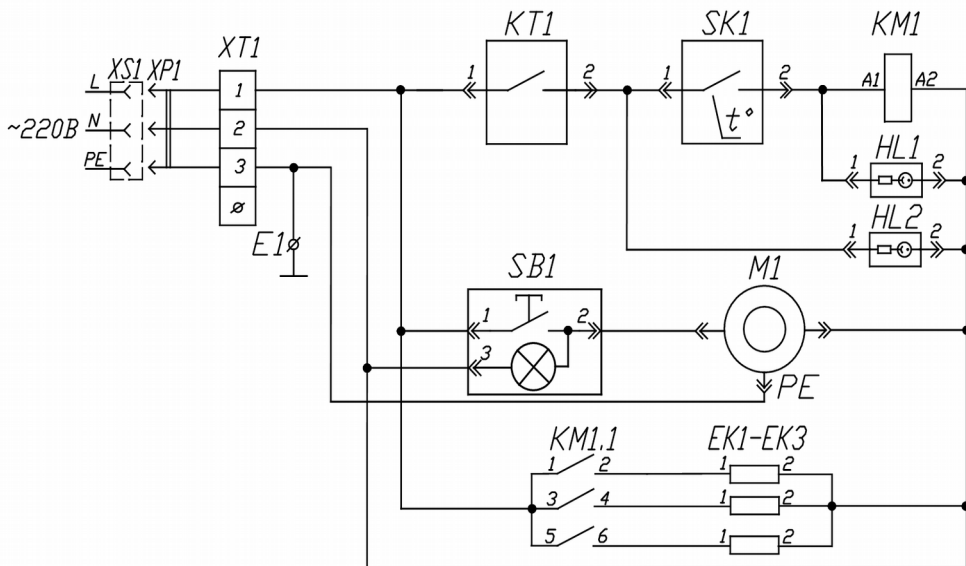 KT1 SK1 KM1
XT1
XS1 XP1
L 1 1 2 1 2 A1 A2
~220В N 2
t°
PE 3 HL1
1 2
Ø HL2
E1 1 2
SB1 M1
1 2
3
PE
KM1.1 EK1-EK3
1 2 1 2
3 4 1 2
5 6 1 2